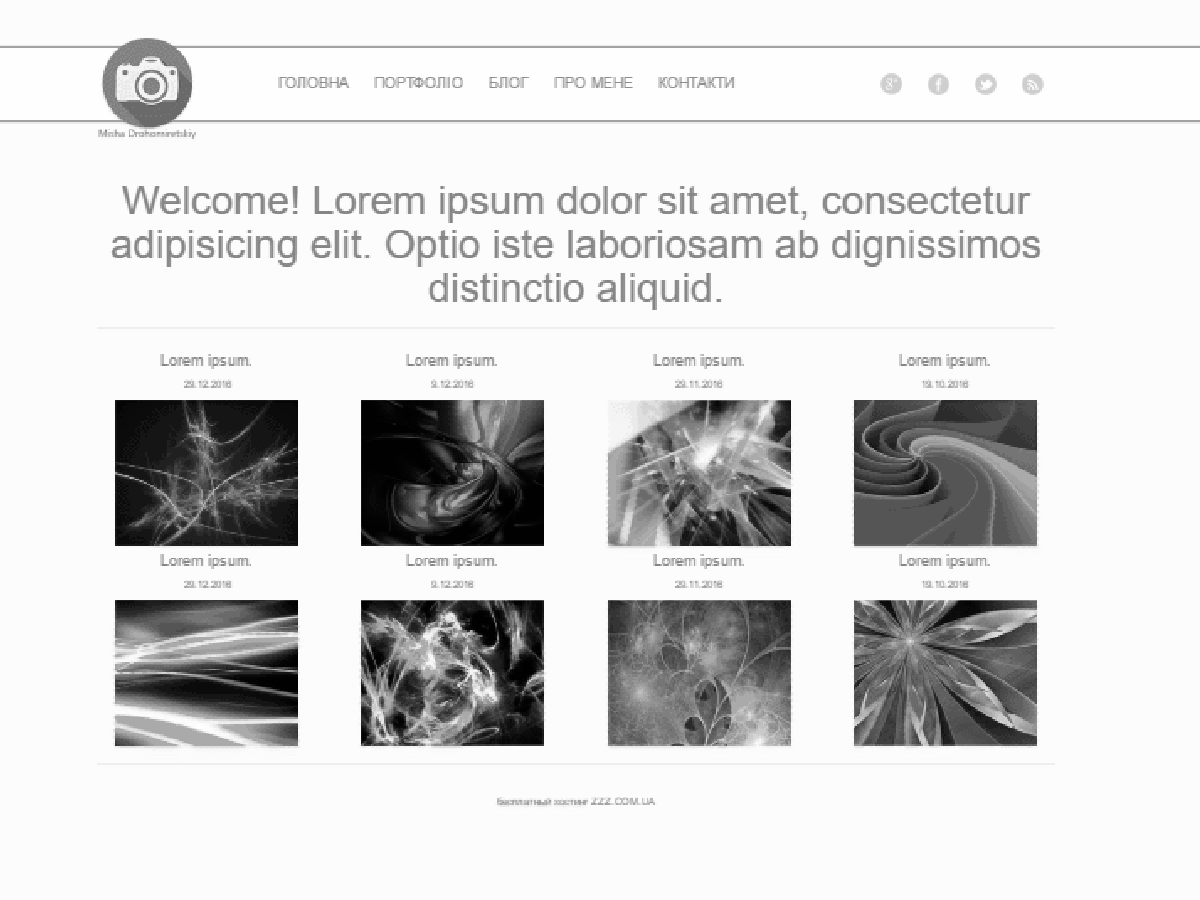 ГОЛОВНА ПОРТФОЛІО БЛОГ ПРО МЕНЕ КОНТАКТИ
Misha
Welcome! Lorem ipsum dolor sit amet, consectetur
adipisicing elit. Optio iste laboriosam ab dignissimos
distinctio aliquid.
Lorem ipsum. Lorem ipsum. Lorem ipsum. Lorem ipsum.
29.12.2016 9.12.2016 29.11.2016 19.10.2016
Lorem ipsum. Lorem ipsum. Lorem ipsum. Lorem ipsum.
29.12.2016 9.12.2016 29.11.2016 19.10.2016
Бесплатный хостинг ZZZ.COM.UA